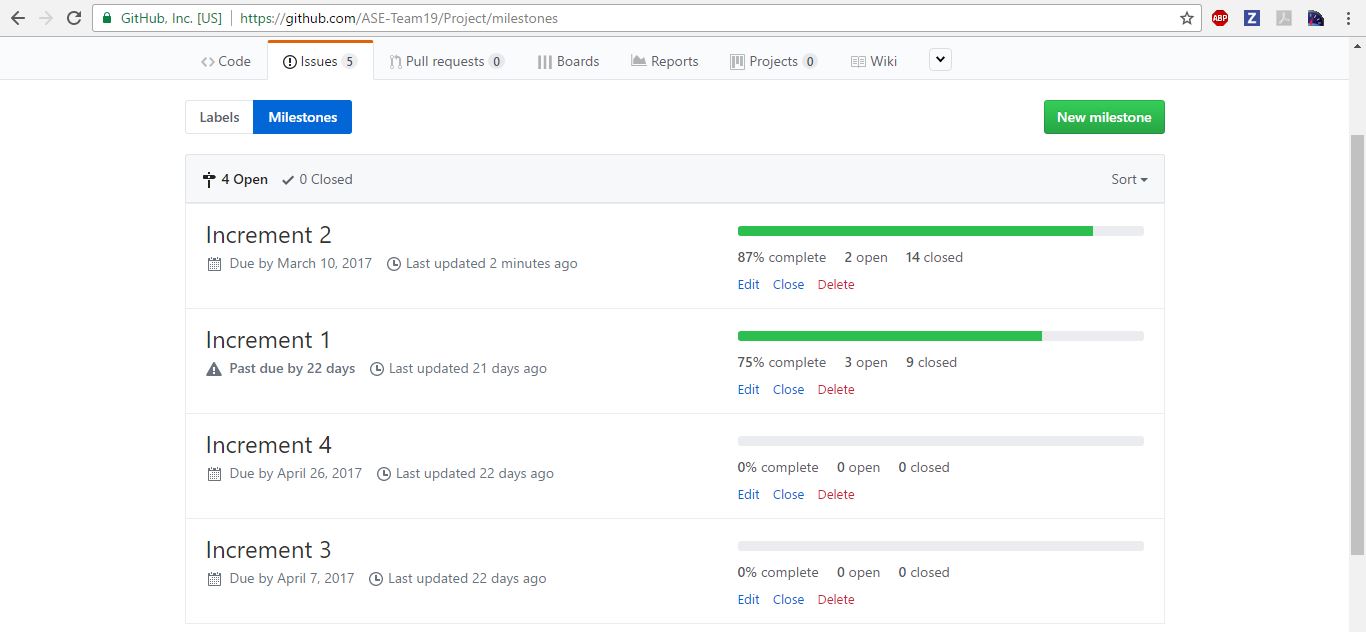 GitHub, Inc. [US] https://github.com/ASE-Team19/Project/milestones
ABP
Z
Code Issues 5 Pull requests 0 Boards Reports Projects 0 Wiki
Labels Milestones New milestone
4 Open 0 Closed Sort
Increment 2
Due by March 10, 2017 Last updated 2 minutes ago
87% complete 2 open 14 closed
Edit Close Delete
Increment 1
Past due by 22 days Last updated 21 days ago
75% complete 3 open 9 closed
Edit Close Delete
Increment 4
Due by April 26, 2017 Last updated 22 days ago
0% complete 0 open 0 closed
Edit Close Delete
Increment 3
Due by April 7, 2017 Last updated 22 days ago
0% complete 0 open 0 closed
Edit Close Delete